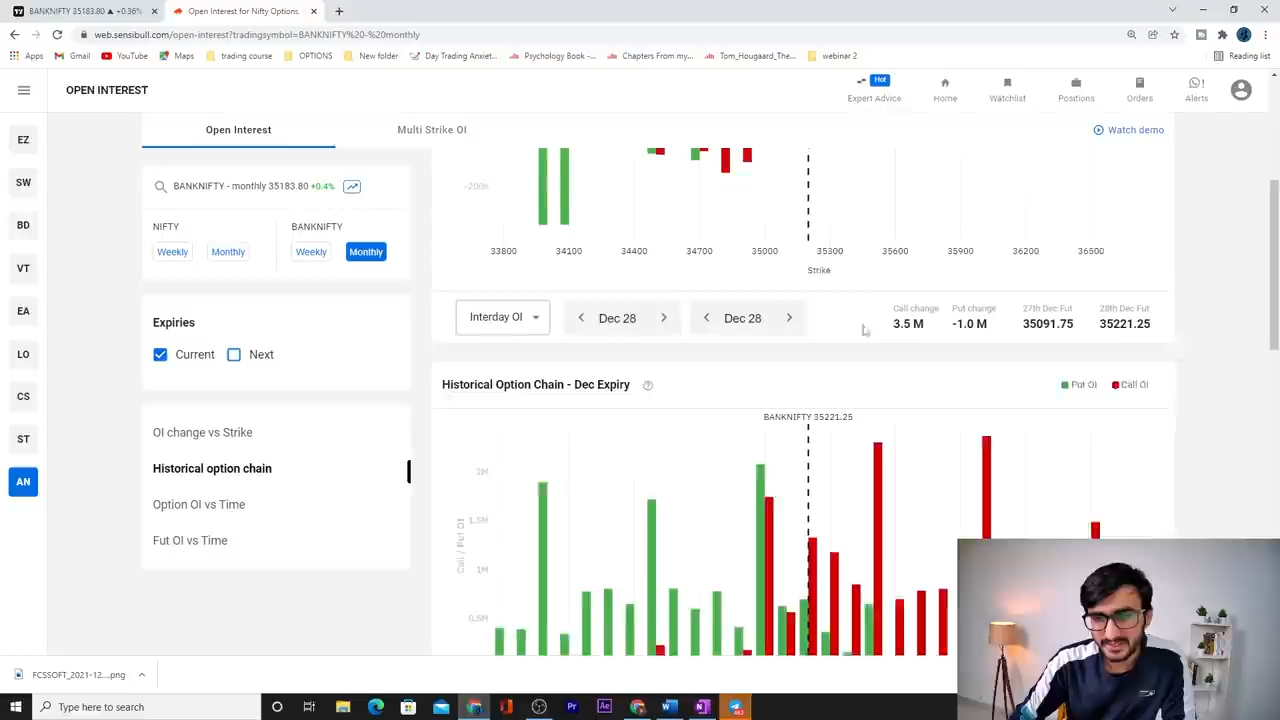 BANKNIFTY 35183.80 ▲ +0.36%
Open Interest for Nifty Options,
web.sensibull.com/open-interest?tradingsymbol=BANKNIFTY%20-%20monthly
Apps
Gmail
YouTube
Maps
trading course
OPTIONS
New folder
Day Trading Anxiet...
Psychology Book -...
Chapters From my...
Tom_Hougaard_The...
webinar 2
Reading list
OPEN INTEREST
Hot
Expert Advice
Home
Watchlist
Positions
Orders
Alerts
Open Interest
Multi Strike OI
Watch demo
EZ
SW
BD
VT
EA
LO
CS
ST
AN
BANKNIFTY - monthly 35183.80 +0.4%
NIFTY
BANKNIFTY
Weekly
Monthly
Weekly
Monthly
Expiries
Current
Next
OI change vs Strike
Historical option chain
Option OI vs Time
Fut OI vs Time
33800
34100
34400
34700
35000
35300
35600
35900
36200
36500
Strike
Interday OI
Dec 28
Dec 28
Call change
3.5 M
Put change
-1.0 M
27th Dec Fut
35091.75
28th Dec Fut
35221.25
Historical Option Chain - Dec Expiry
Put OI
Call OI
BANKNIFTY 35221.25
2M
1.5M
1M
0.5M
Call / Put OI
FCSSOFT_2021-12....png
Type here to search